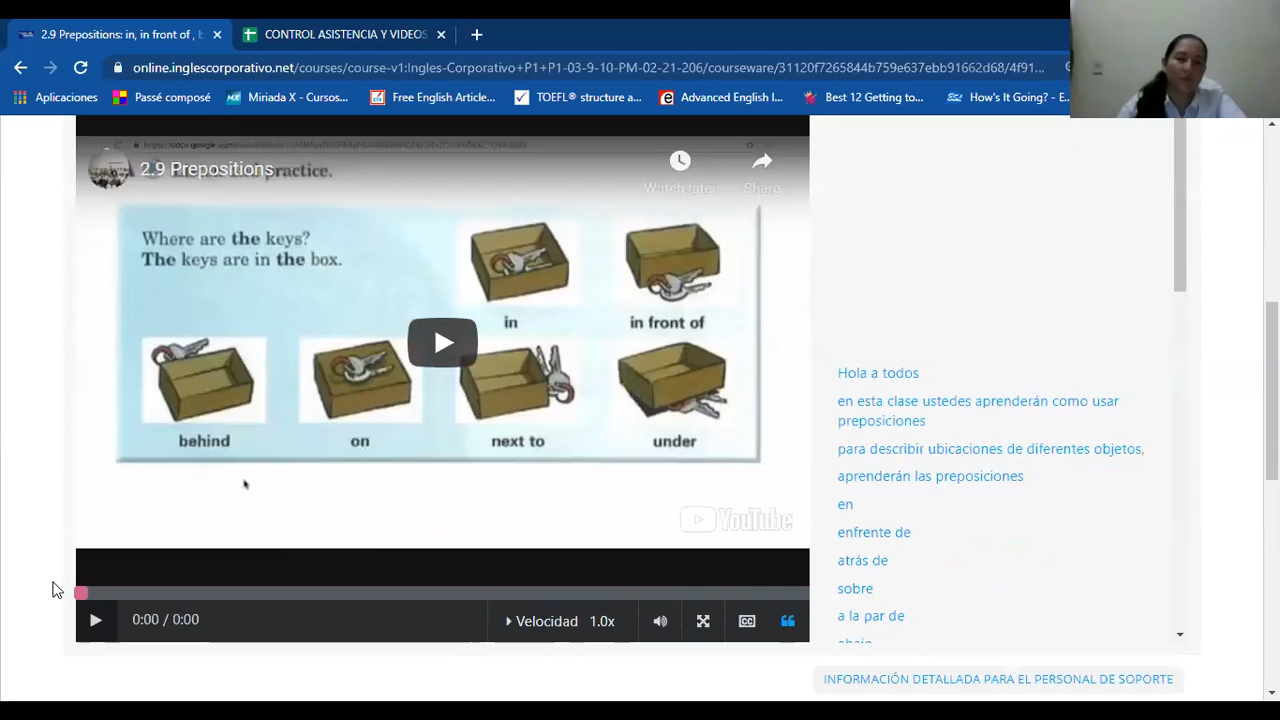 2.9 Prepositions: in, in front of , b
CONTROL ASISTENCIA Y VIDEOS
online.inglescorporativo.net/courses/course-v1:Ingles-Corporativo+P1+P1-03-9-10-PM-02-21-206/courseware/31120f7265844b759e637ebb91662d68/4f91...
Aplicaciones
Passé composé
Miriada X - Cursos...
Free English Article...
TOEFL® structure a...
Advanced English l...
Best 12 Getting to...
How's It Going? - E...
2.9 Prepositions
practice.
Watch later
Share
Where are the keys?
The keys are in the box.
in
in front of
behind
on
next to
under
YouTube
0:00 / 0:00
Velocidad 1.0x
CC
Hola a todos
en esta clase ustedes aprenderán como usar
preposiciones
para describir ubicaciones de diferentes objetos,
aprenderán las preposiciones
en
enfrente de
atrás de
sobre
a la par de
abajo
INFORMACIÓN DETALLADA PARA EL PERSONAL DE SOPORTE